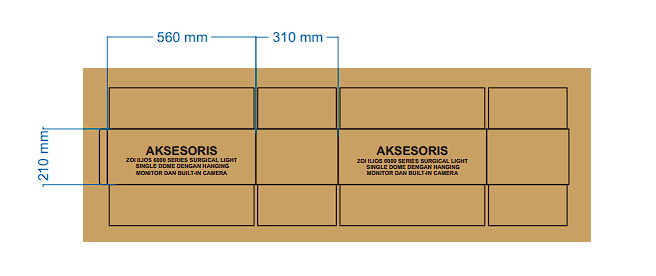 560 mm
310 mm
210 mm
AKSESORIS
ZOI ILIOS 6000 SERIES SURGICAL LIGHT
SINGLE DOME DENGAN HANGING
MONITOR DAN BUILT-IN CAMERA
AKSESORIS
ZOI ILIOS 6000 SERIES SURGICAL LIGHT
SINGLE DOME DENGAN HANGING
MONITOR DAN BUILT-IN CAMERA